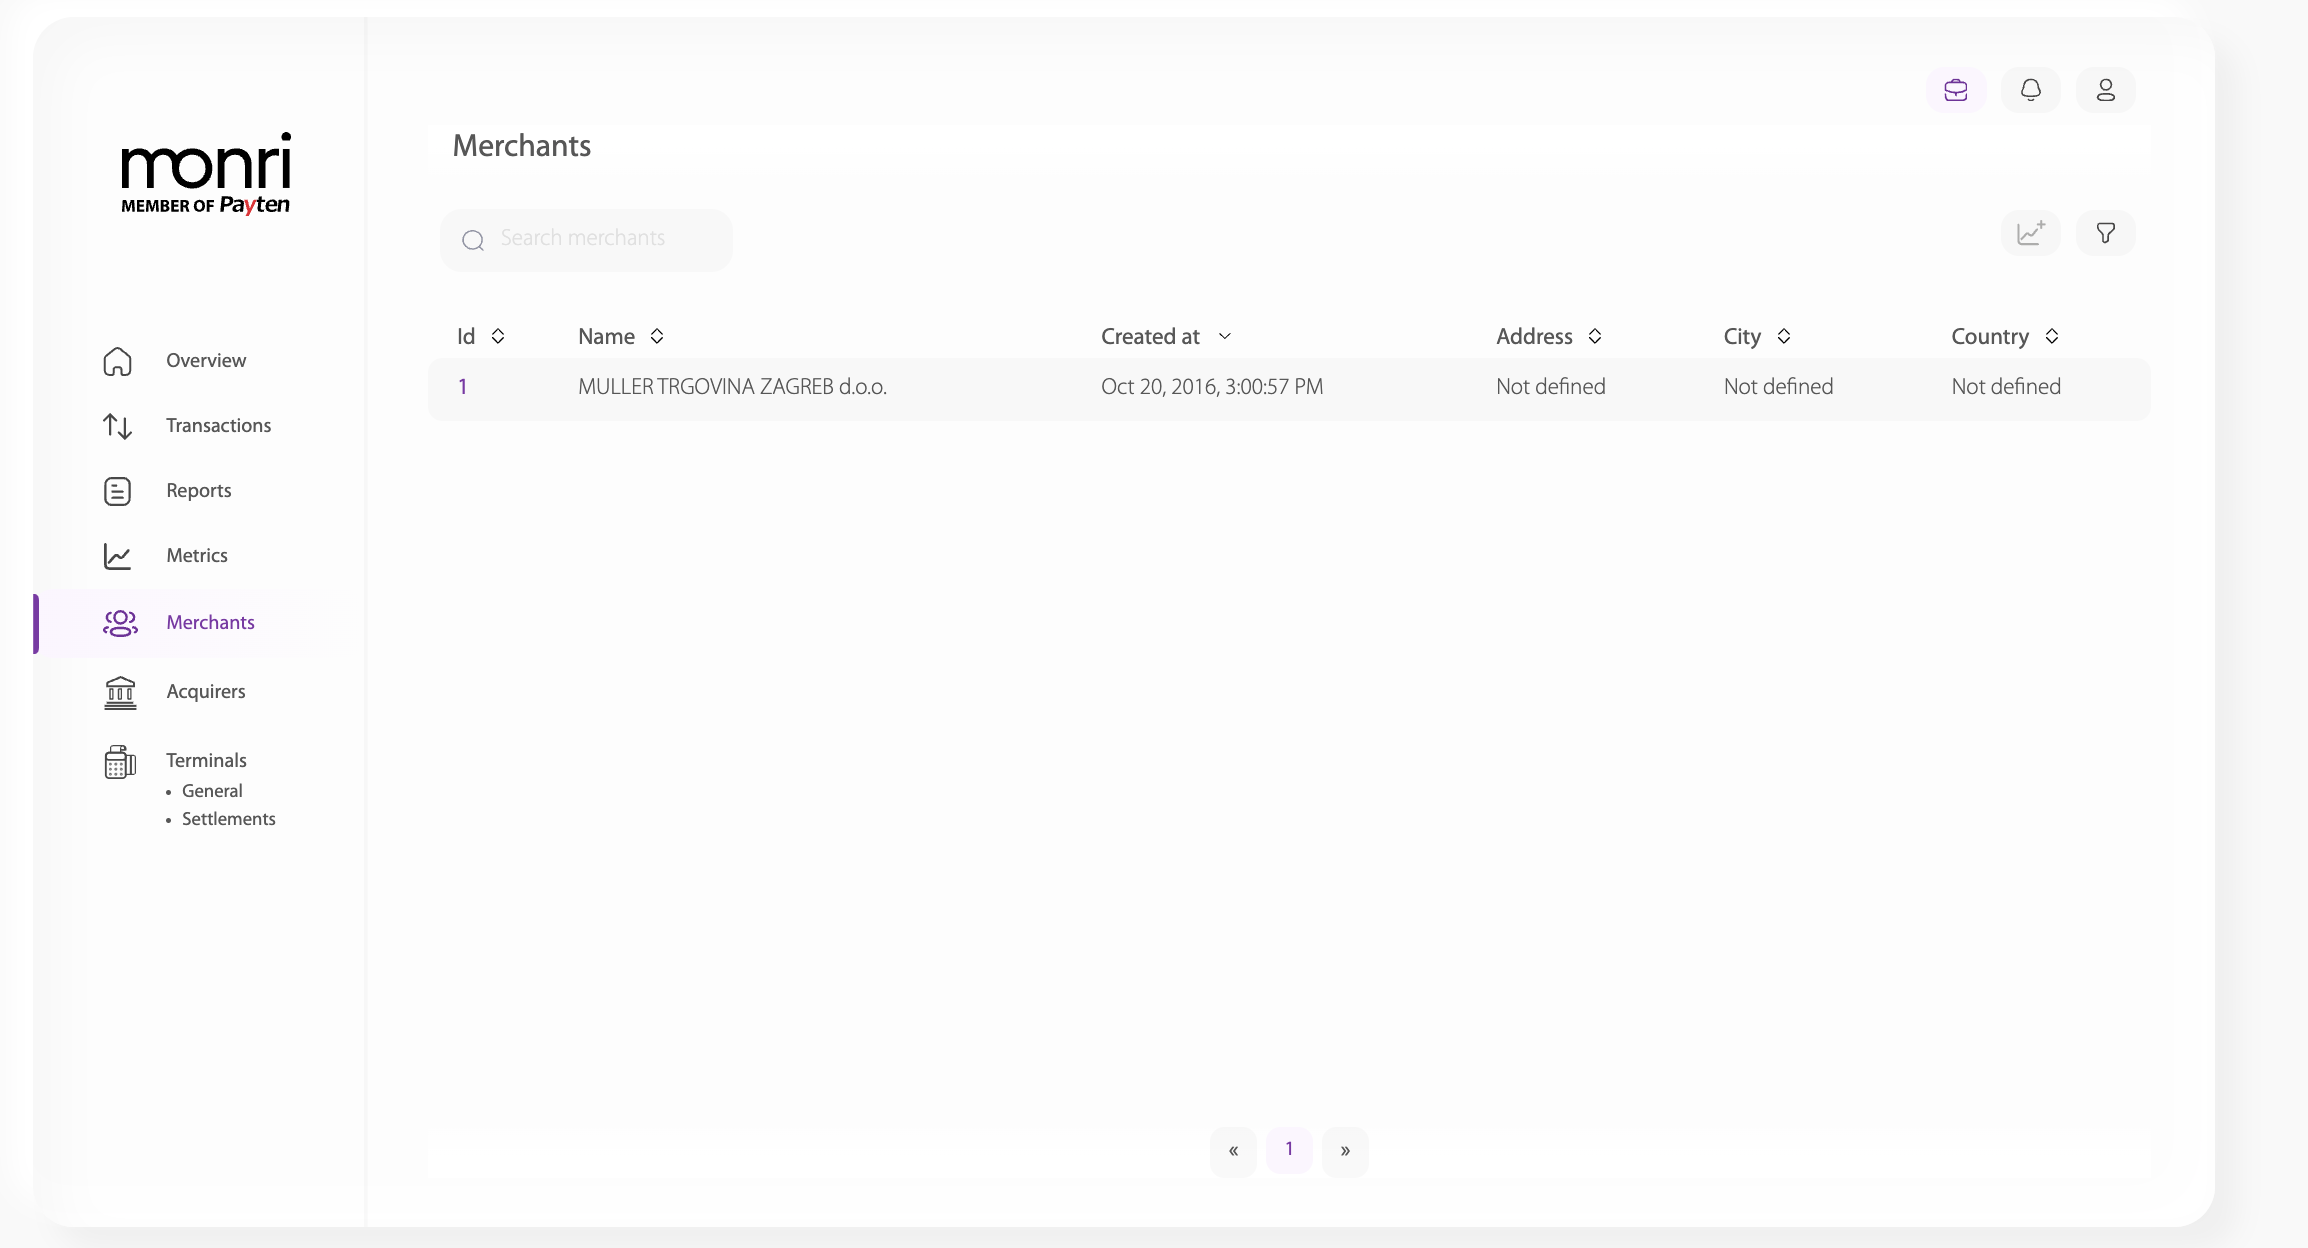 monri
MEMBER OF Payten
Overview
Transactions
Reports
Metrics
Merchants
Acquirers
Terminals
• General
• Settlements
Merchants
Search merchants
Id Name Created at Address City Country
1 MULLER TRGOVINA ZAGREB d.o.o. Oct 20, 2016, 3:00:57 PM Not defined Not defined Not defined
« 1 »